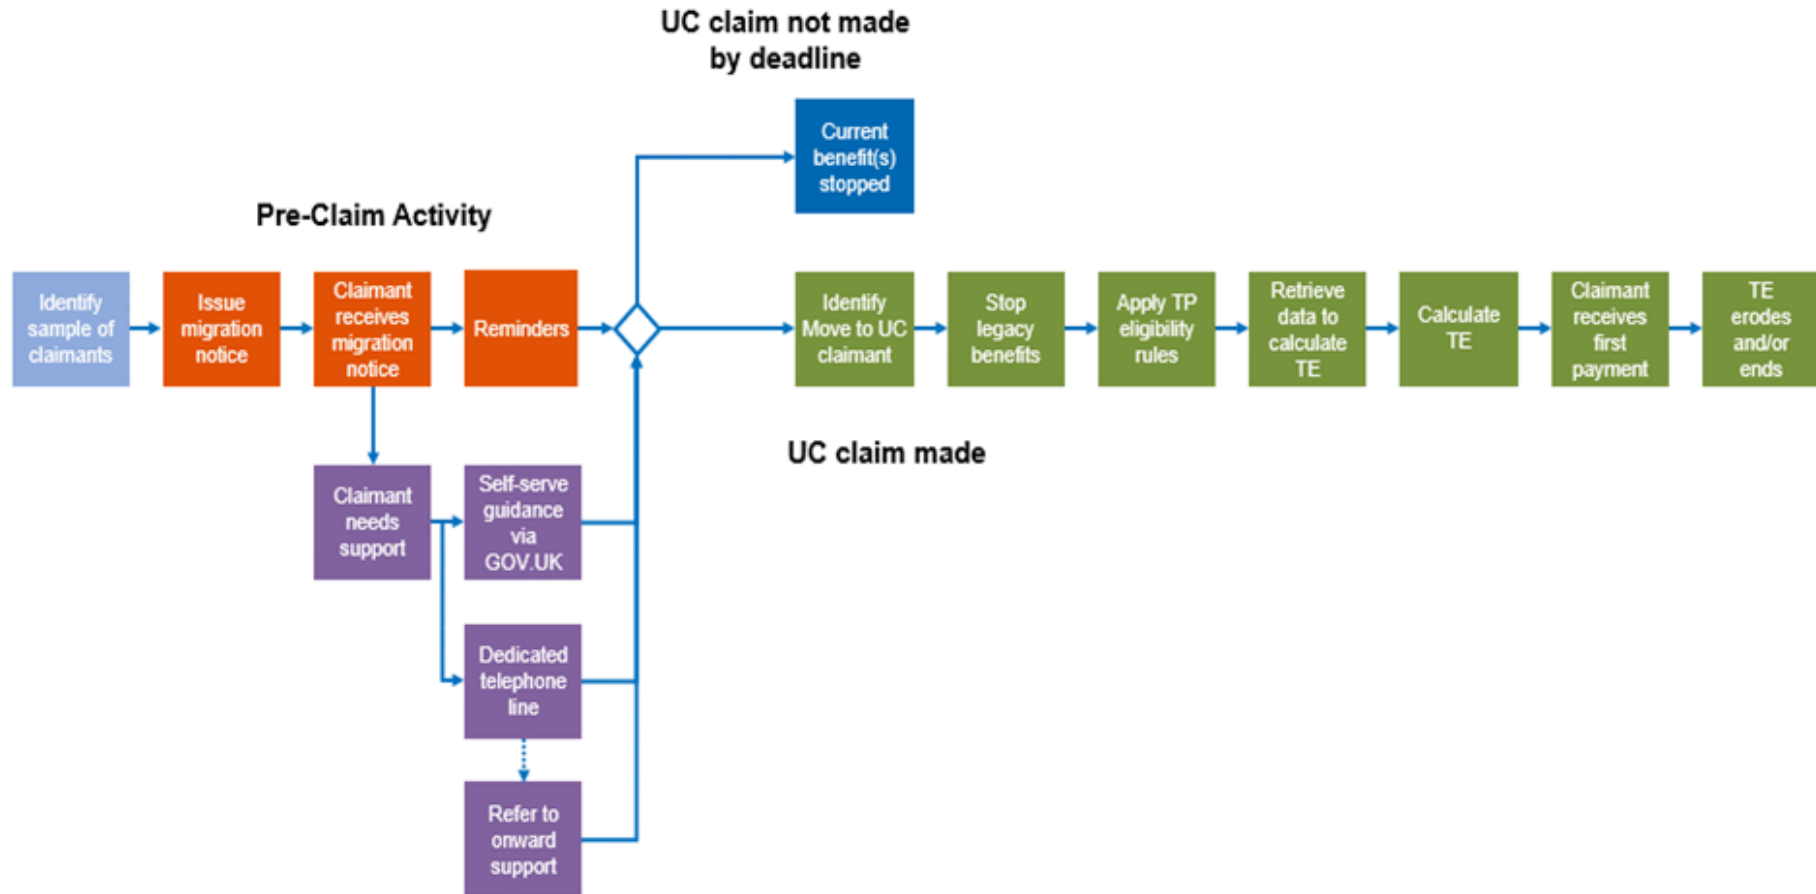 UC claim not made
by deadline
Current
benefit(s)
stopped
Pre-Claim Activity
Identify
sample of
claimants
Issue
migration
notice
Claimant
receives
migration
notice
Reminders
Identify
Move to UC
claimant
Stop
legacy
benefits
Apply TP
eligibility
rules
Retrieve
data to
calculate
TE
Calculate
TE
Claimant
receives
first
payment
TE
erodes
and/or
ends
UC claim made
Claimant
needs
support
Self-serve
guidance
via
GOV.UK
Dedicated
telephone
line
Refer to
onward
support